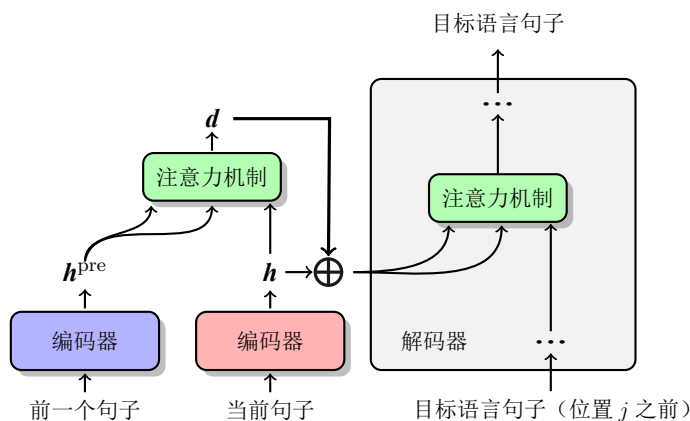 目标语言句子
...
d
注意力机制
注意力机制
h^pre
h
编码器
编码器
解码器
...
前一个句子
当前句子
目标语言句子（位置 j 之前）